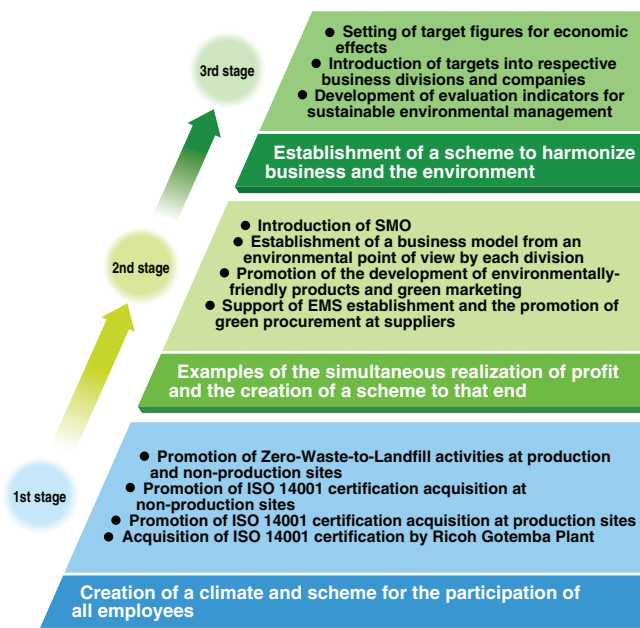 3rd stage
● Setting of target figures for economic
effects
● Introduction of targets into respective
business divisions and companies
● Development of evaluation indicators for
sustainable environmental management
Establishment of a scheme to harmonize
business and the environment
2nd stage
● Introduction of SMO
● Establishment of a business model from an
environmental point of view by each division
● Promotion of the development of environmentally-
friendly products and green marketing
● Support of EMS establishment and the promotion of
green procurement at suppliers
Examples of the simultaneous realization of profit
and the creation of a scheme to that end
1st stage
● Promotion of Zero-Waste-to-Landfill activities at production
and non-production sites
● Promotion of ISO 14001 certification acquisition at
non-production sites
● Promotion of ISO 14001 certification acquisition at production sites
● Acquisition of ISO 14001 certification by Ricoh Gotemba Plant
Creation of a climate and scheme for the participation of
all employees